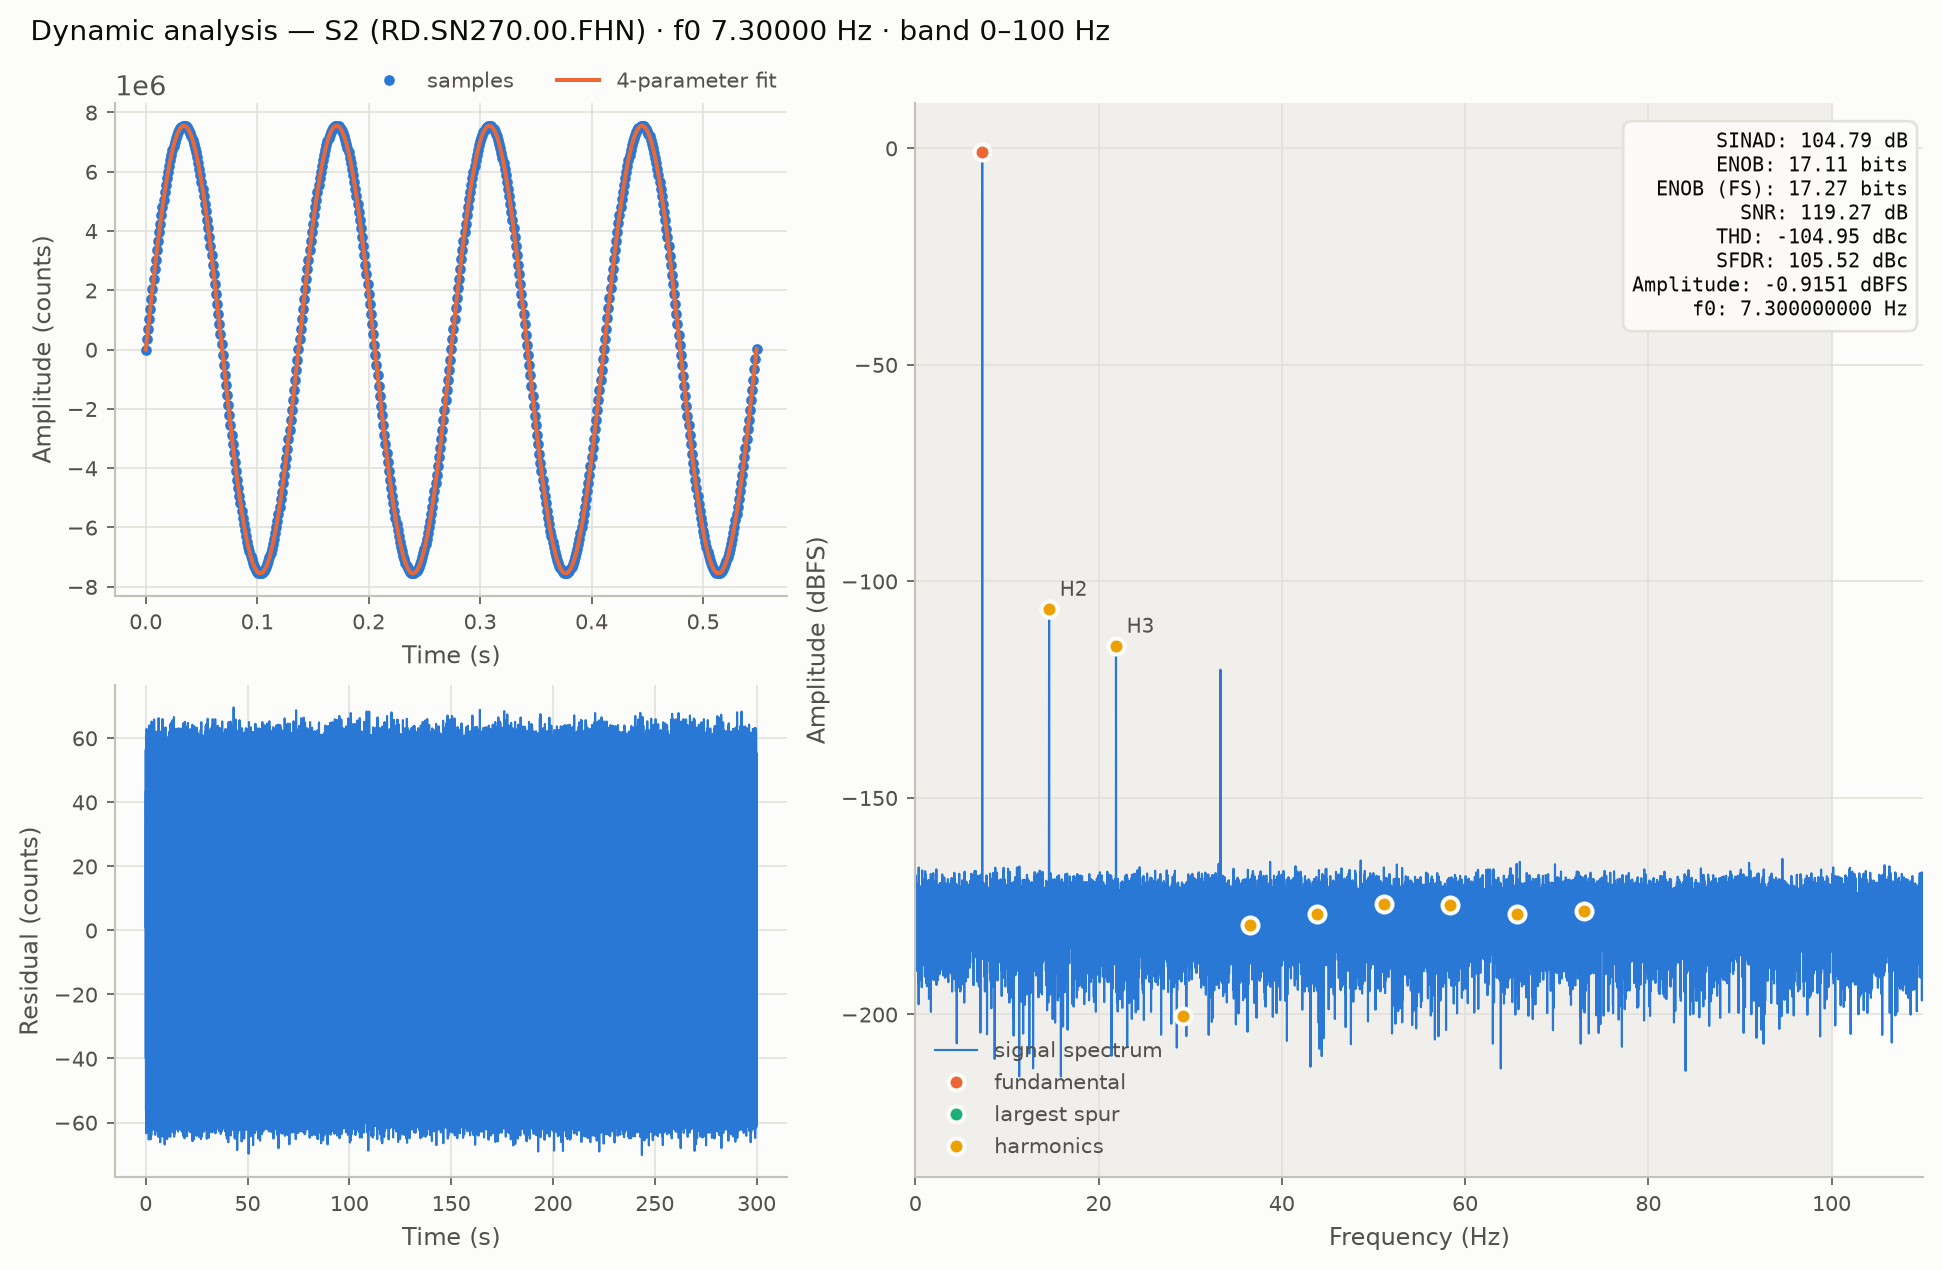 Dynamic analysis — S2 (RD.SN270.00.FHN) · f0 7.30000 Hz · band 0–100 Hz
samples
4-parameter fit
1e6
8
6
4
2
0
−2
−4
−6
−8
Amplitude (counts)
0.0
0.1
0.2
0.3
0.4
0.5
Time (s)
60
40
20
0
−20
−40
−60
Residual (counts)
0
50
100
150
200
250
300
Time (s)
0
−50
−100
−150
−200
Amplitude (dBFS)
H2
H3
SINAD: 104.79 dB
ENOB: 17.11 bits
ENOB (FS): 17.27 bits
SNR: 119.27 dB
THD: -104.95 dBc
SFDR: 105.52 dBc
Amplitude: -0.9151 dBFS
f0: 7.300000000 Hz
signal spectrum
fundamental
largest spur
harmonics
0
20
40
60
80
100
Frequency (Hz)